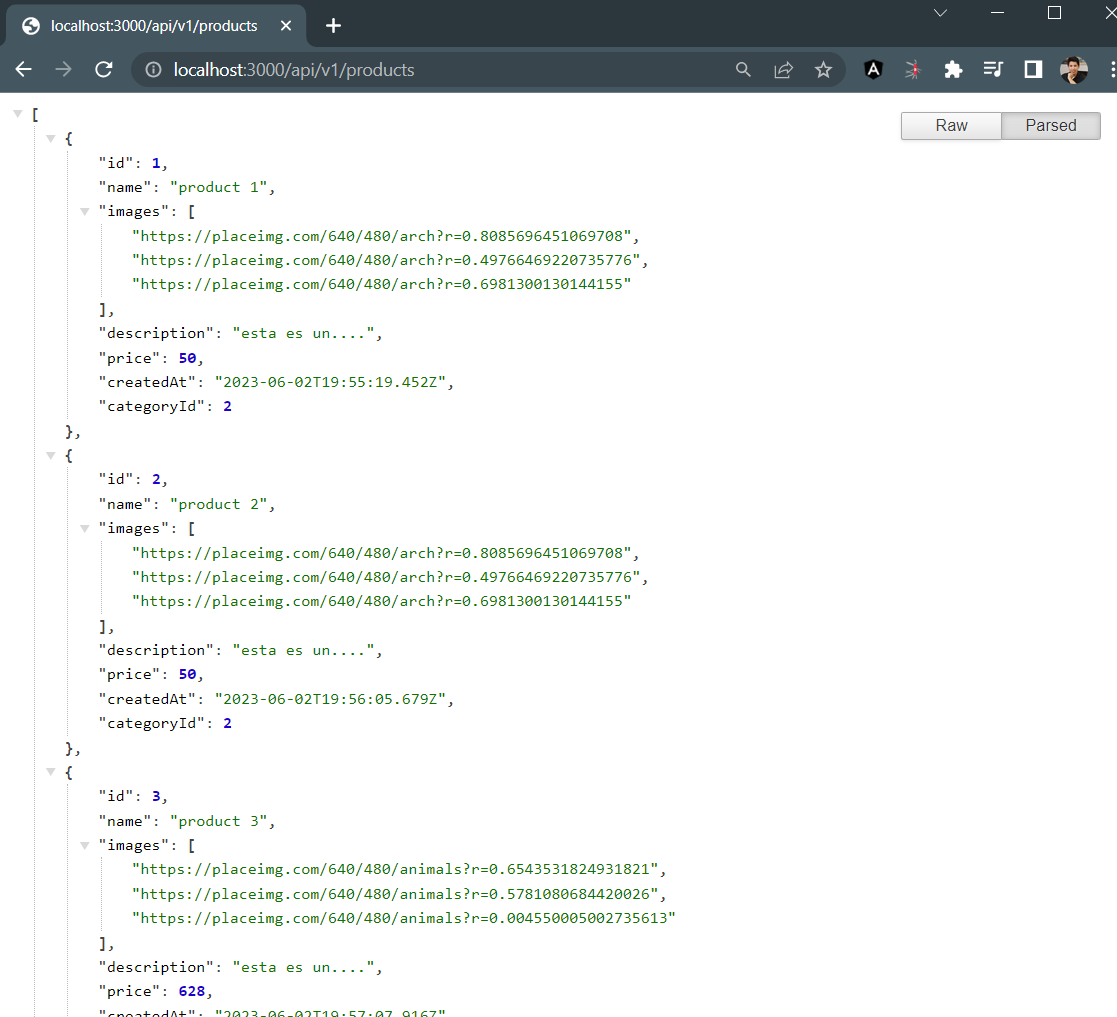 localhost:3000/api/v1/products
localhost:3000/api/v1/products
Raw
Parsed
[
{
"id": 1,
"name": "product 1",
"images": [
"https://placeimg.com/640/480/arch?r=0.8085696451069708",
"https://placeimg.com/640/480/arch?r=0.49766469220735776",
"https://placeimg.com/640/480/arch?r=0.6981300130144155"
],
"description": "esta es un....",
"price": 50,
"createdAt": "2023-06-02T19:55:19.452Z",
"categoryId": 2
},
{
"id": 2,
"name": "product 2",
"images": [
"https://placeimg.com/640/480/arch?r=0.8085696451069708",
"https://placeimg.com/640/480/arch?r=0.49766469220735776",
"https://placeimg.com/640/480/arch?r=0.6981300130144155"
],
"description": "esta es un....",
"price": 50,
"createdAt": "2023-06-02T19:56:05.679Z",
"categoryId": 2
},
{
"id": 3,
"name": "product 3",
"images": [
"https://placeimg.com/640/480/animals?r=0.6543531824931821",
"https://placeimg.com/640/480/animals?r=0.5781080684420026",
"https://placeimg.com/640/480/animals?r=0.004550005002735613"
],
"description": "esta es un....",
"price": 628,
"createdAt": "2023-06-02T19:57:07.916Z"